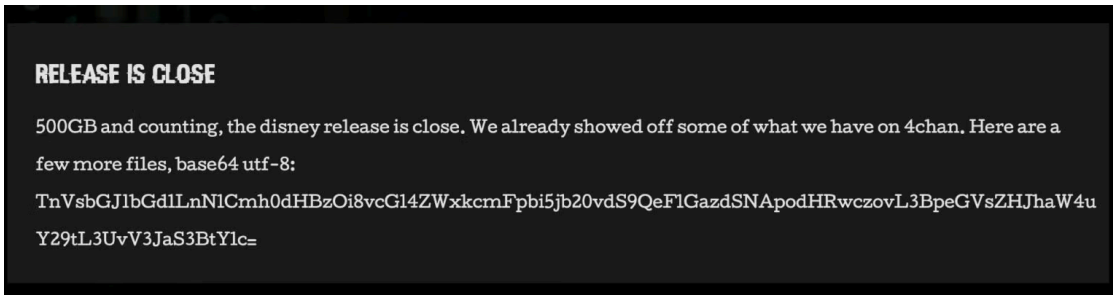 RELEASE IS CLOSE
500GB and counting, the disney release is close. We already showed off some of what we have on 4chan. Here are a
few more files, base64 utf-8:
TnVsbGJ1bGdlLnNlCmh0dHBzOi8vcGl4ZWxkcmFpbi5jb20vdS9QeFlGazdSNApodHRwczovL3BpeGVsZHJhaW4u
Y29tL3UvV3JaS3BtYlc=